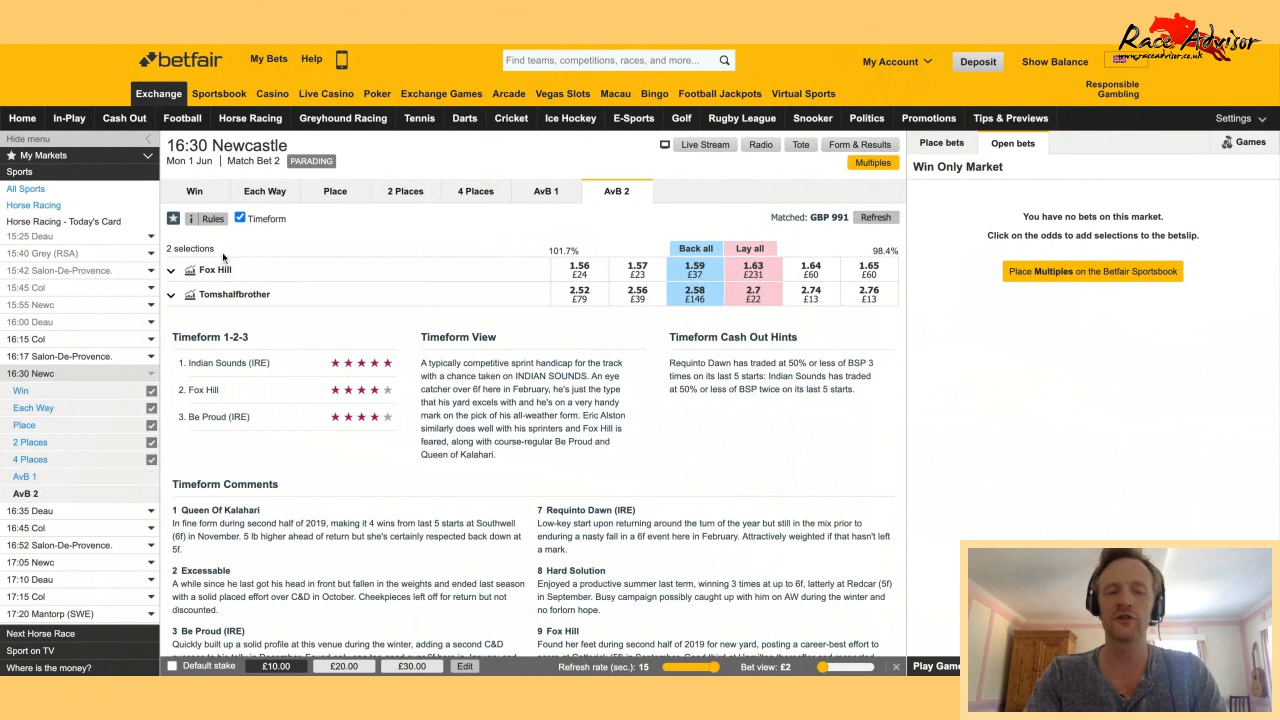 Race Advisor
www.raceadvisor.co.uk
betfair
My Bets
Help
Find teams, competitions, races, and more...
My Account
Deposit
Show Balance
Exchange
Sportsbook
Casino
Live Casino
Poker
Exchange Games
Arcade
Vegas Slots
Macau
Bingo
Football Jackpots
Virtual Sports
Responsible
Gambling
Home
In-Play
Cash Out
Football
Horse Racing
Greyhound Racing
Tennis
Darts
Cricket
Ice Hockey
E-Sports
Golf
Rugby League
Snooker
Politics
Promotions
Tips & Previews
Settings
Hide menu
My Markets
Sports
All Sports
Horse Racing
Horse Racing - Today's Card
15:25 Deau
15:40 Grey (RSA)
15:42 Salon-De-Provence.
15:45 Col
15:55 Newc
16:00 Deau
16:15 Col
16:17 Salon-De-Provence.
16:30 Newc
Win
Each Way
Place
2 Places
4 Places
AvB 1
AvB 2
16:35 Deau
16:45 Col
16:52 Salon-De-Provence.
17:05 Newc
17:10 Deau
17:15 Col
17:20 Mantorp (SWE)
Next Horse Race
Sport on TV
Where is the money?
16:30 Newcastle
Mon 1 Jun | Match Bet 2 PARADING
Live Stream
Radio
Tote
Form & Results
Multiples
Win
Each Way
Place
2 Places
4 Places
AvB 1
AvB 2
i Rules
Timeform
Matched: GBP 991
Refresh
2 selections
101.7%
Back all
Lay all
98.4%
Fox Hill
1.56 1.57 1.59 1.63 1.64 1.65
£24 £23 £37 £231 £60 £60
Tomshalfbrother
2.52 2.56 2.58 2.7 2.74 2.76
£79 £39 £146 £22 £13 £13
Timeform 1-2-3
1. Indian Sounds (IRE)
2. Fox Hill
3. Be Proud (IRE)
Timeform View
A typically competitive sprint handicap for the track
with a chance taken on INDIAN SOUNDS. An eye
catcher over 6f here in February, he's just the type
that his yard excels with and he's on a very handy
mark on the pick of his all-weather form. Eric Alston
similarly does well with his sprinters and Fox Hill is
feared, along with course-regular Be Proud and
Queen of Kalahari.
Timeform Cash Out Hints
Requinto Dawn has traded at 50% or less of BSP 3
times on its last 5 starts: Indian Sounds has traded
at 50% or less of BSP twice on its last 5 starts.
Timeform Comments
1 Queen Of Kalahari
In fine form during second half of 2019, making it 4 wins from last 5 starts at Southwell
(6f) in November. 5 lb higher ahead of return but she's certainly respected back down at
5f.
2 Excessable
A while since he last got his head in front but fallen in the weights and ended last season
with a solid placed effort over C&D in October. Cheekpieces left off for return but not
discounted.
3 Be Proud (IRE)
Quickly built up a solid profile at this venue during the winter, adding a second C&D
7 Requinto Dawn (IRE)
Low-key start upon returning around the turn of the year but still in the mix prior to
enduring a nasty fall in a 6f event here in February. Attractively weighted if that hasn't left
a mark.
8 Hard Solution
Enjoyed a productive summer last term, winning 3 times at up to 6f, latterly at Redcar (5f)
in September. Busy campaign possibly caught up with him on AW during the winter and
no forlorn hope.
9 Fox Hill
Found her feet during second half of 2019 for new yard, posting a career-best effort to
Default stake
£10.00
£20.00
£30.00
Edit
Refresh rate (sec.): 15
Bet view: £2
Place bets
Open bets
Games
Win Only Market
You have no bets on this market.
Click on the odds to add selections to the betslip.
Place Multiples on the Betfair Sportsbook